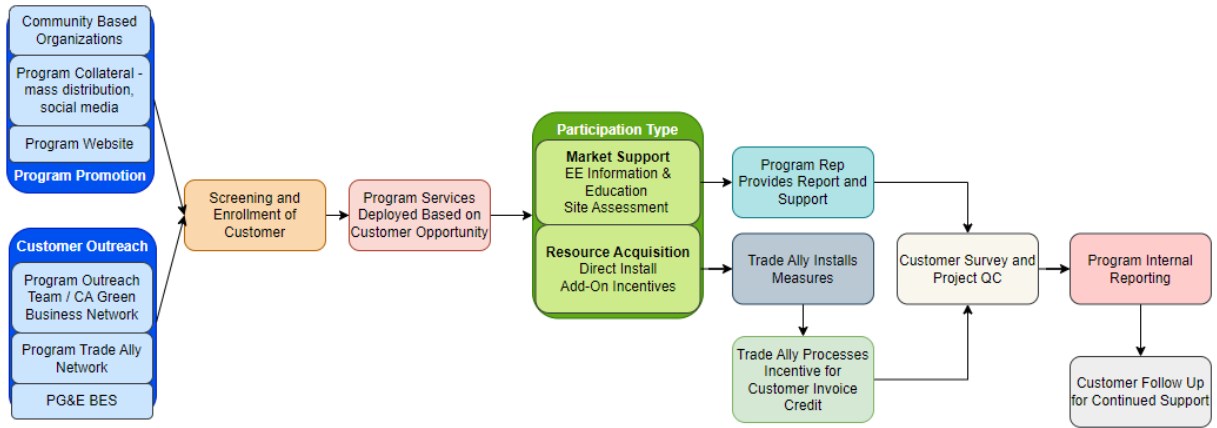 Community Based
Organizations
Program Collateral -
mass distribution,
social media
Program Website
Program Promotion
Customer Outreach
Program Outreach
Team / CA Green
Business Network
Program Trade Ally
Network
PG&E BES
Screening and
Enrollment of
Customer
Program Services
Deployed Based on
Customer Opportunity
Participation Type
Market Support
EE Information &
Education
Site Assessment
Resource Acquisition
Direct Install
Add-On Incentives
Program Rep
Provides Report and
Support
Trade Ally Installs
Measures
Trade Ally Processes
Incentive for
Customer Invoice
Credit
Customer Survey and
Project QC
Program Internal
Reporting
Customer Follow Up
for Continued Support